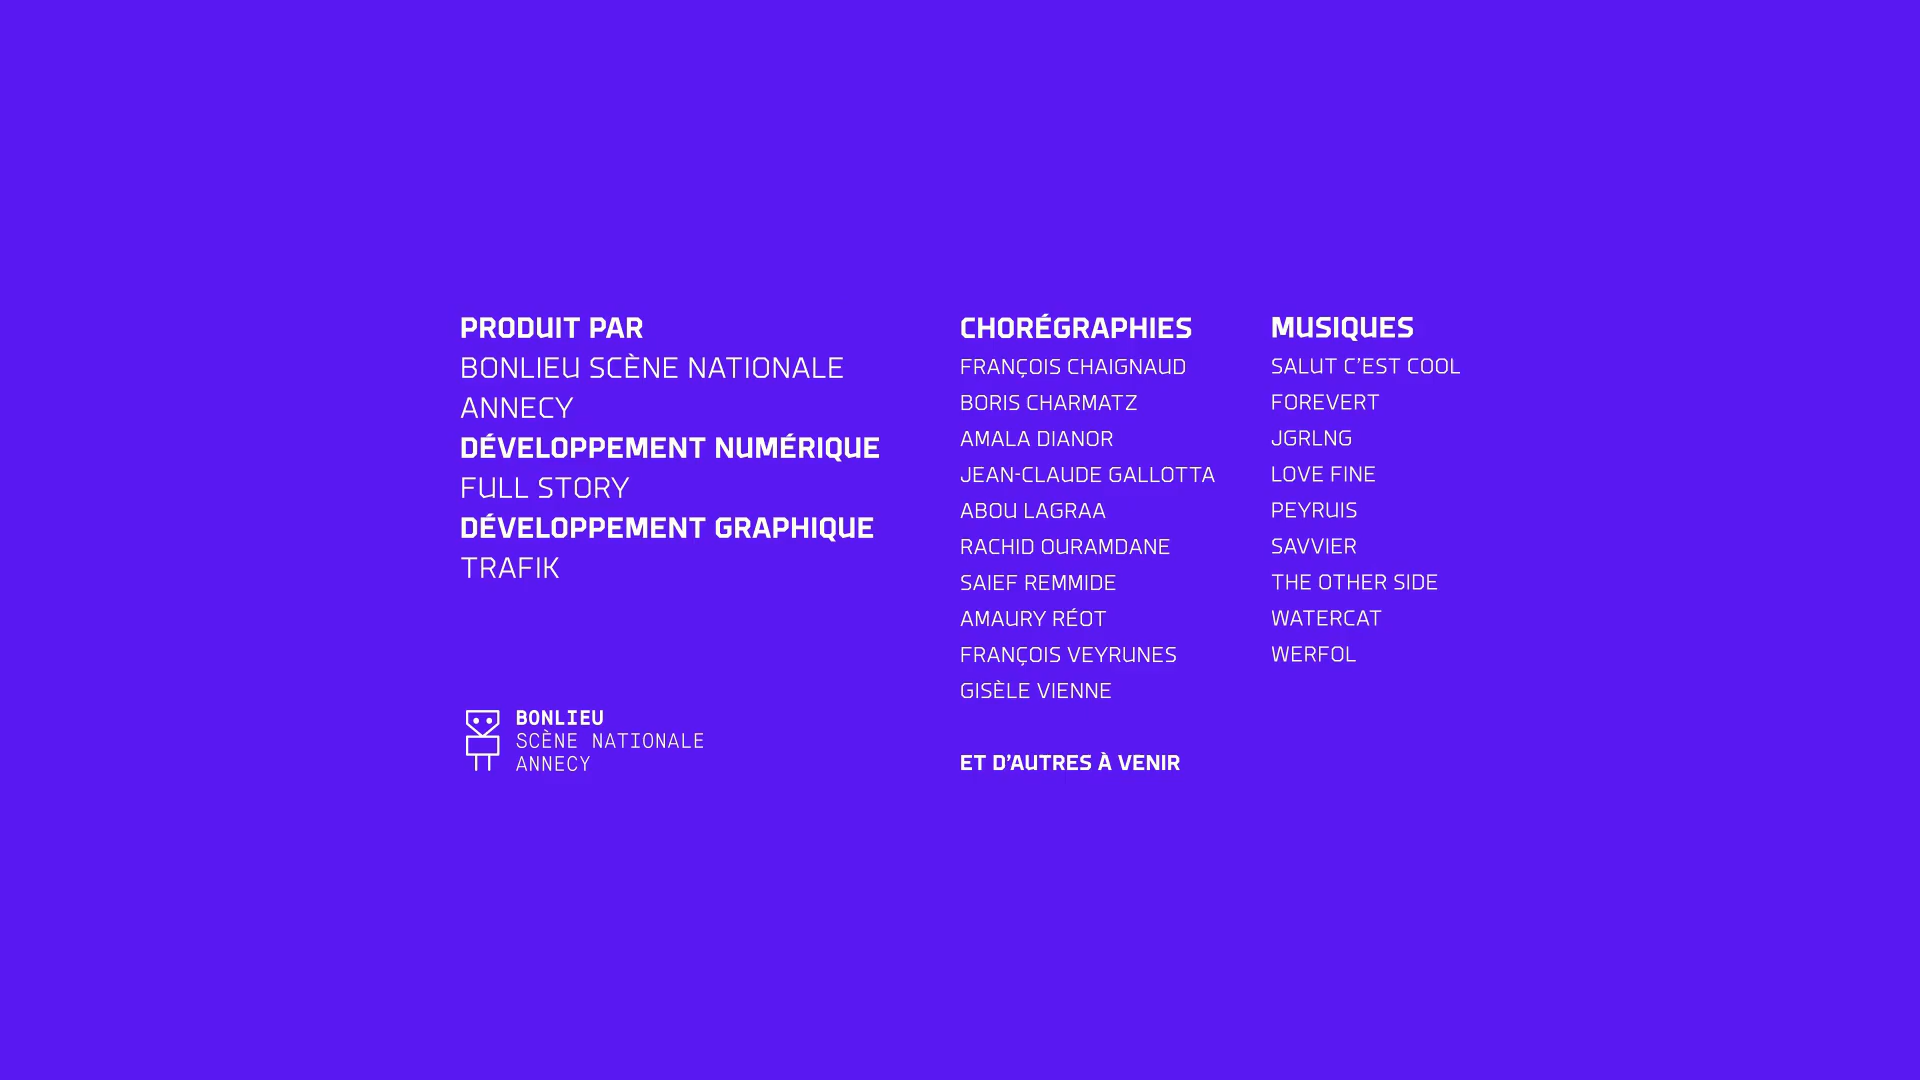 PRODUIT PAR
BONLIEU SCÈNE NATIONALE
ANNECY
DÉVELOPPEMENT NUMÉRIQUE
FULL STORY
DÉVELOPPEMENT GRAPHIQUE
TRAFIK
BONLIEU
SCÈNE NATIONALE
ANNECY
CHORÉGRAPHIES
FRANÇOIS CHAIGNAUD
BORIS CHARMATZ
AMALA DIANOR
JEAN-CLAUDE GALLOTTA
ABOU LAGRAA
RACHID OURAMDANE
SAIEF REMMIDE
AMAURY RÉOT
FRANÇOIS VEYRUNES
GISÈLE VIENNE
ET D’AUTRES À VENIR
MUSIQUES
SALUT C’EST COOL
FOREVERT
JGRLNG
LOVE FINE
PEYRUIS
SAVVIER
THE OTHER SIDE
WATERCAT
WERFOL